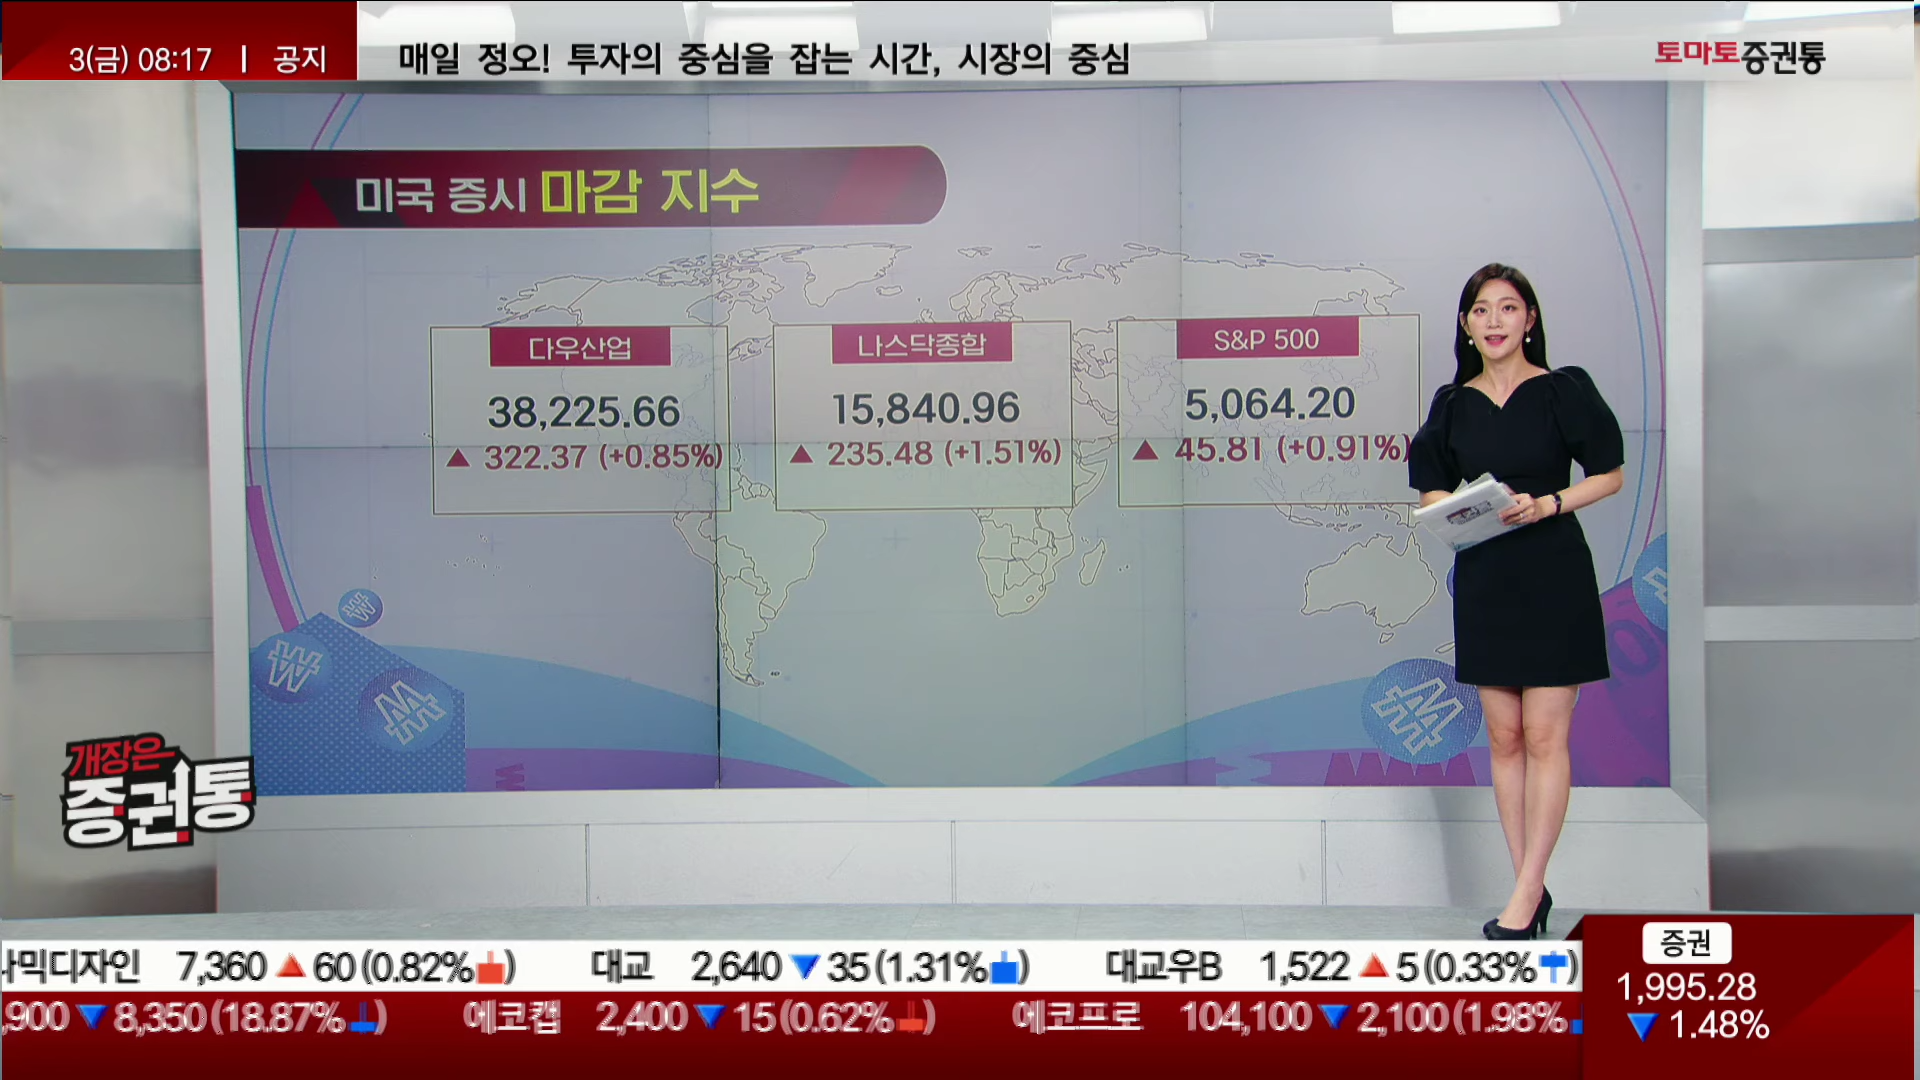 3(금) 08:17 | 공지
매일 정오! 투자의 중심을 잡는 시간, 시장의 중심
토마토증권통
미국 증시 마감 지수
다우산업
38,225.66
▲ 322.37 (+0.85%)
나스닥종합
15,840.96
▲ 235.48 (+1.51%)
S&P 500
5,064.20
▲ 45.81 (+0.91%)
개장은
증권통
믹디자인 7,360 ▲ 60 (0.82%) 대교 2,640 ▼ 35 (1.31%) 대교우B 1,522 ▲ 5 (0.33%)
,900 ▼ 8,350 (18.87%) 에코캡 2,400 ▼ 15 (0.62%) 에코프로 104,100 ▼ 2,100 (1.98%
증권
1,995.28
▼ 1.48%